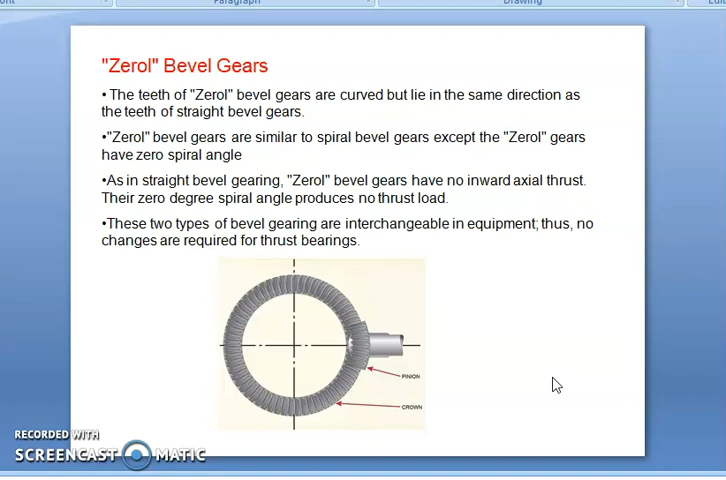 Paragraph
Drawing
"Zerol" Bevel Gears
• The teeth of "Zerol" bevel gears are curved but lie in the same direction as
the teeth of straight bevel gears.
•"Zerol" bevel gears are similar to spiral bevel gears except the "Zerol" gears
have zero spiral angle
•As in straight bevel gearing, "Zerol" bevel gears have no inward axial thrust.
Their zero degree spiral angle produces no thrust load.
•These two types of bevel gearing are interchangeable in equipment; thus, no
changes are required for thrust bearings.
PINION
CROWN
RECORDED WITH
SCREENCAST MATIC